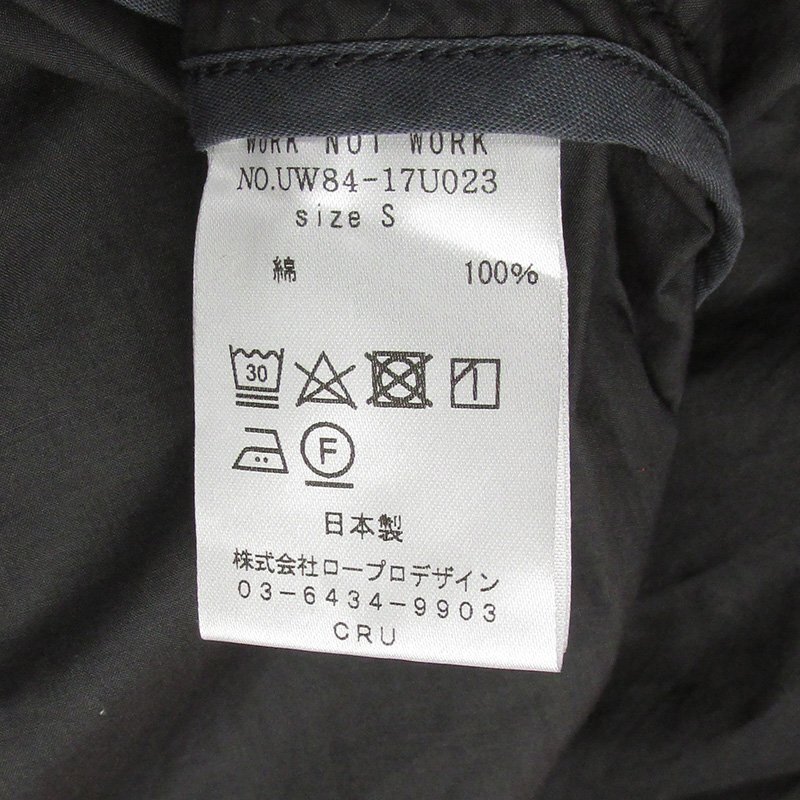 WORK NOT WORK
NO.UW84-17U023
size S
綿 100%
30
F
日本製
株式会社ロープロデザイン
03-6434-9903
CRU